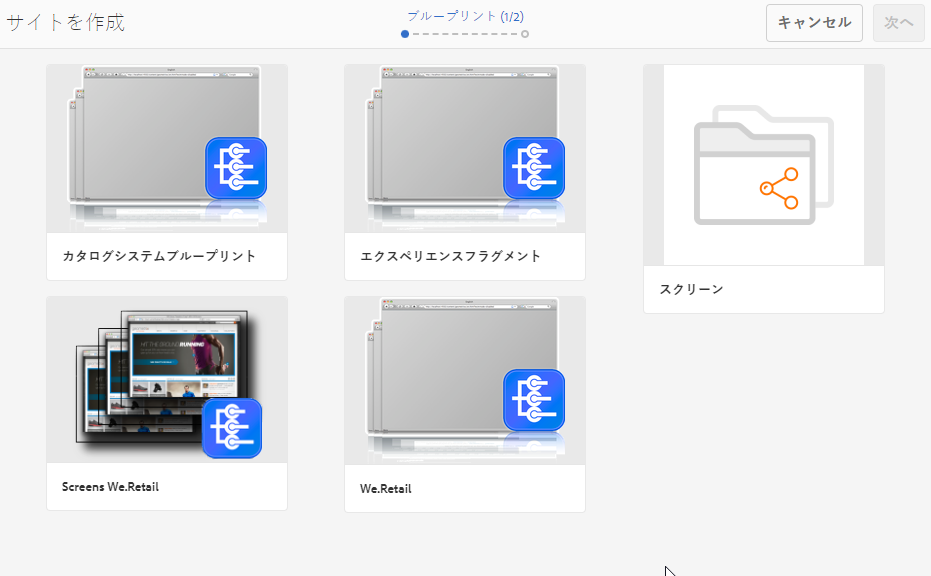 サイトを作成
ブループリント (1/2)
キャンセル
次へ
カタログシステムブループリント
エクスペリエンスフラグメント
スクリーン
HIT THE GROUND RUNNING
Screens We.Retail
We.Retail